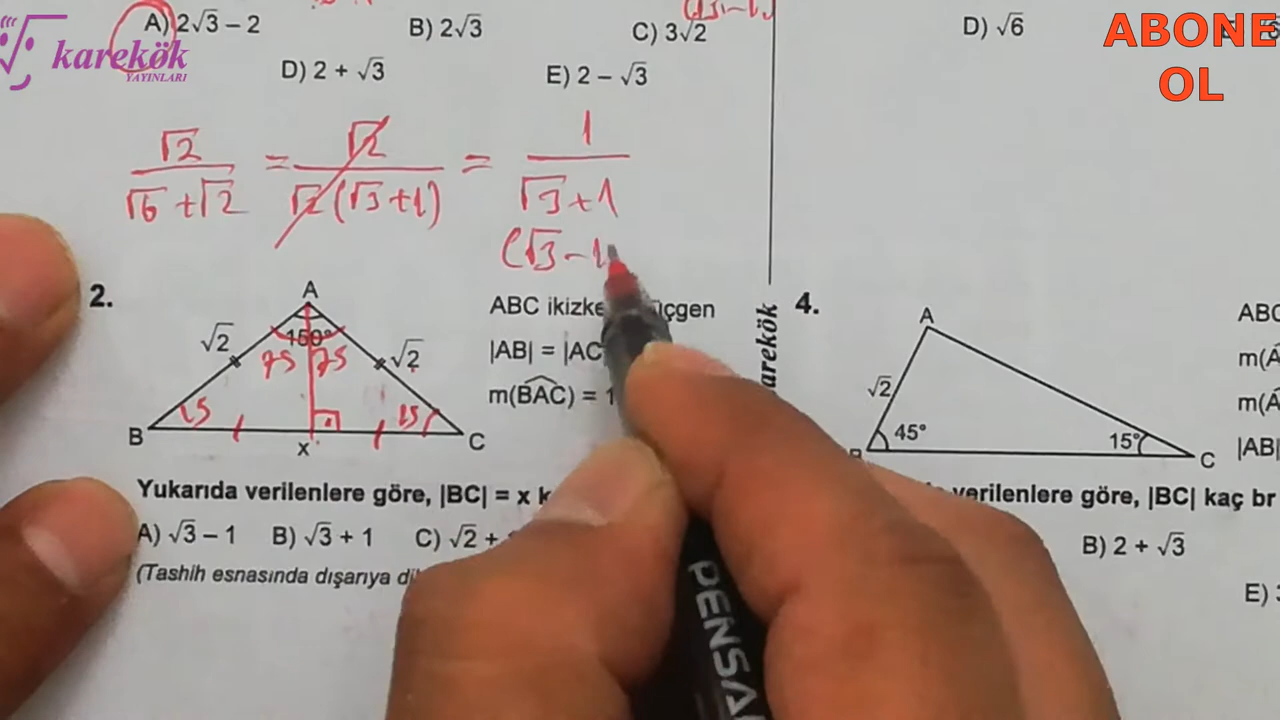 A) 2√3 – 2
B) 2√3
C) 3√2
D) 2 + √3
E) 2 – √3
karekök
YAYINLARI
D) √6
ABONE
OL
√2 / (√6 + √2) = √2 / (√2(√3+1)) = 1 / (√3+1)
(√3 – 1
2.
A
√2
150°
75 75
√2
15
15
B
x
C
ABC
|AB| = |AC
m(BAC) = 1
Yukarıda verilenlere göre, |BC| = x
A) √3 – 1 B) √3 + 1 C) √2 +
(Tashih esnasında dışarıya
karekök
4.
A
√2
45°
15°
C
ABC
|AB|
verilenlere göre, |BC| kaç br
B) 2 + √3
E)
PENSAN